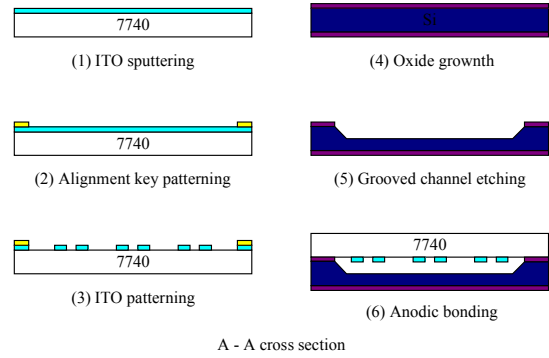 7740
(1) ITO sputtering
7740
(2) Alignment key patterning
7740
(3) ITO patterning
Si
(4) Oxide grownth
(5) Grooved channel etching
7740
(6) Anodic bonding
A - A cross section